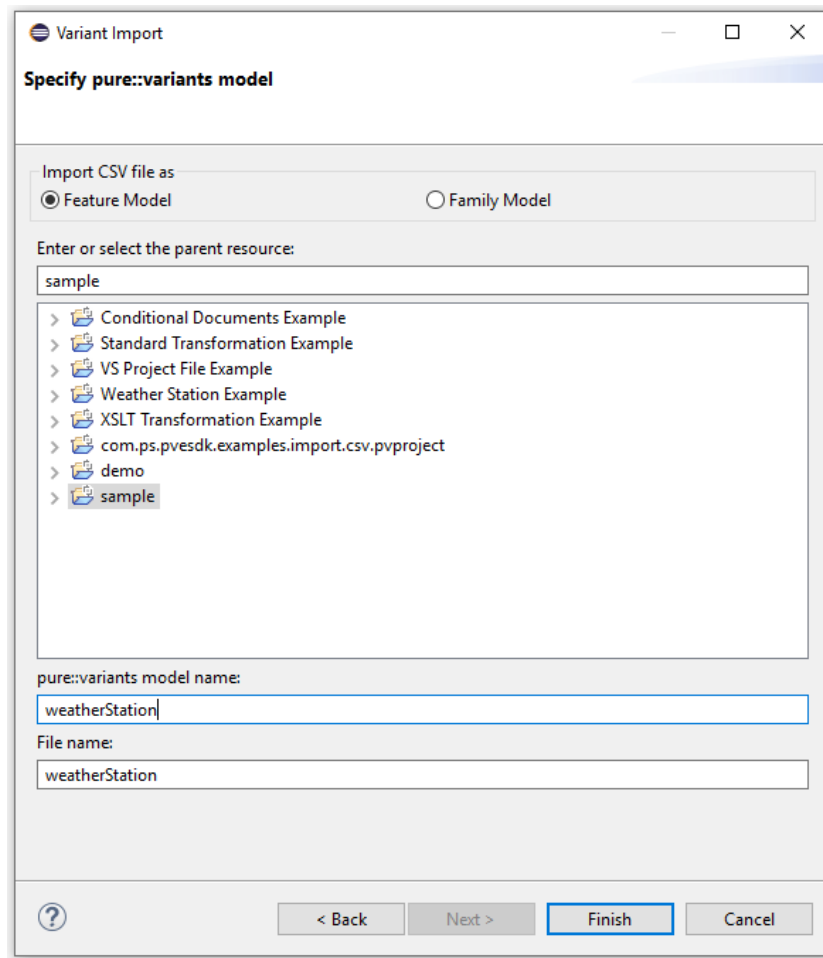 Variant Import
Specify pure::variants model
Import CSV file as
Feature Model
Family Model
Enter or select the parent resource:
sample
Conditional Documents Example
Standard Transformation Example
VS Project File Example
Weather Station Example
XSLT Transformation Example
com.ps.pvesdk.examples.import.csv.pvproject
demo
sample
pure::variants model name:
weatherStation
File name:
weatherStation
? < Back Next > Finish Cancel